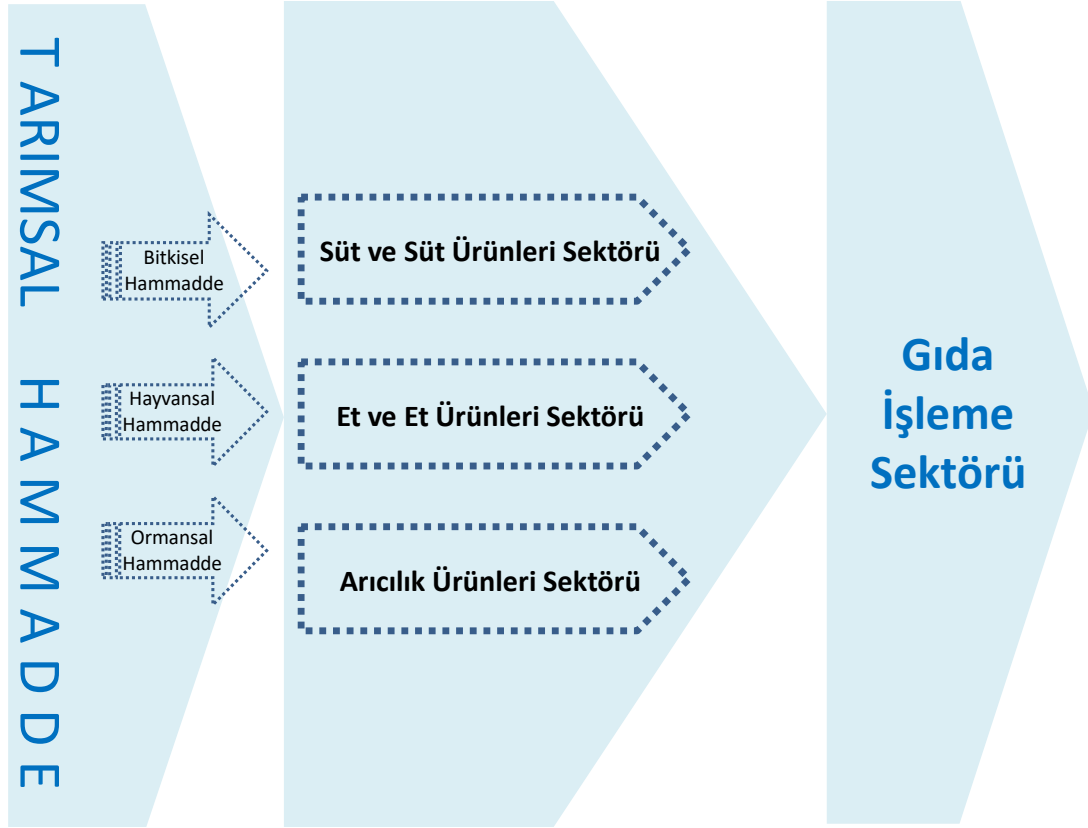 TARIMSAL HAMMADDE
Bitkisel
Hammadde
Hayvansal
Hammadde
Ormansal
Hammadde
Süt ve Süt Ürünleri Sektörü
Et ve Et Ürünleri Sektörü
Arıcılık Ürünleri Sektörü
Gıda
İşleme
Sektörü